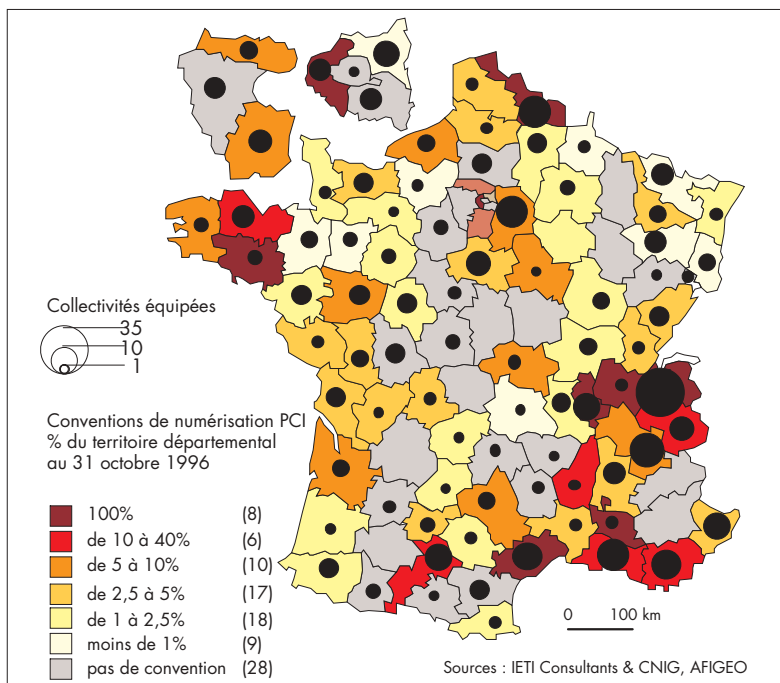 Collectivités équipées
35
10
1
Conventions de numérisation PCI
% du territoire départemental
au 31 octobre 1996
100% (8)
de 10 à 40% (6)
de 5 à 10% (10)
de 2,5 à 5% (17)
de 1 à 2,5% (18)
moins de 1% (9)
pas de convention (28)
0 100 km
Sources : IETI Consultants & CNIG, AFIGEO